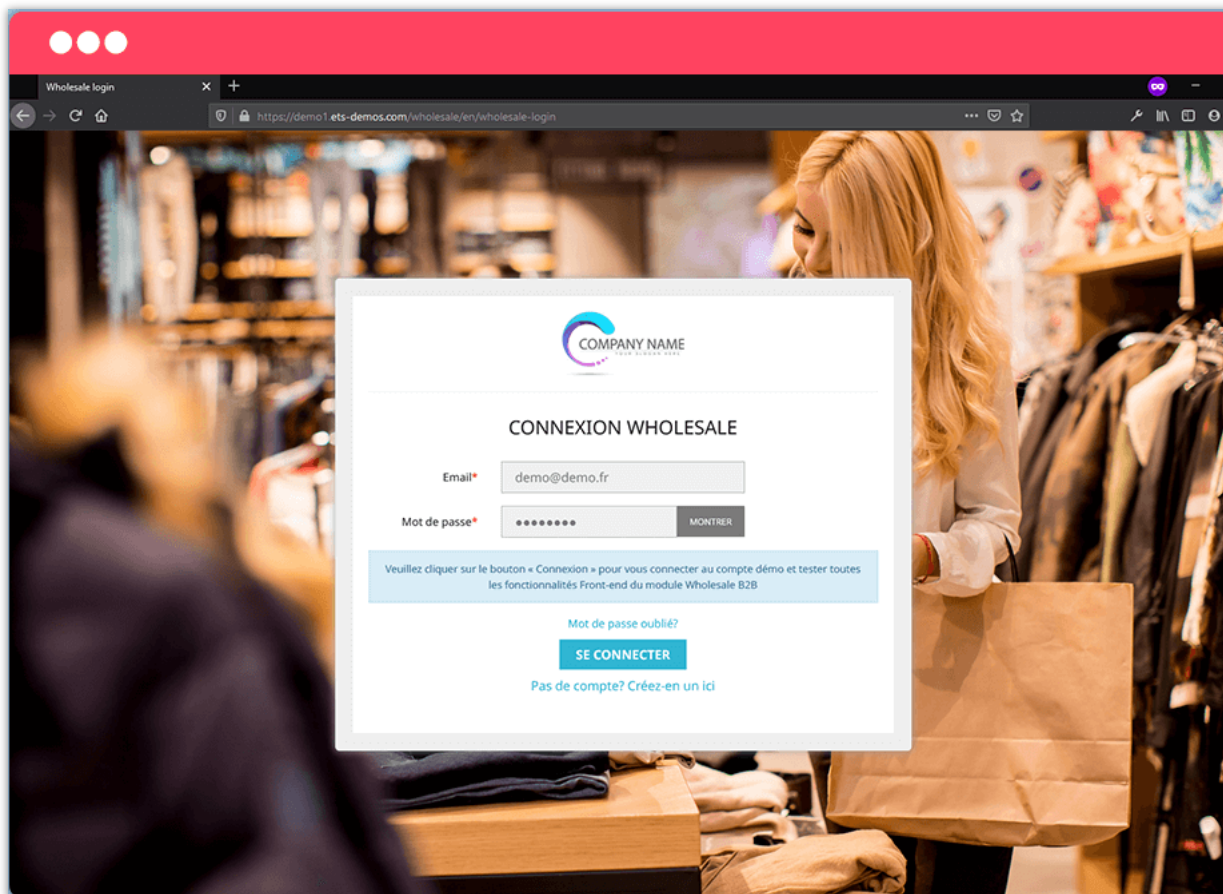 Wholesale login
https://demo1.ets-demos.com/wholesale/en/wholesale-login
COMPANY NAME
YOUR SLOGAN HERE
CONNEXION WHOLESALE
Email*
demo@demo.fr
Mot de passe*
MONTRER
Veuillez cliquer sur le bouton « Connexion » pour vous connecter au compte démo et tester toutes
les fonctionnalités Front-end du module Wholesale B2B
Mot de passe oublié?
SE CONNECTER
Pas de compte? Créez-en un ici